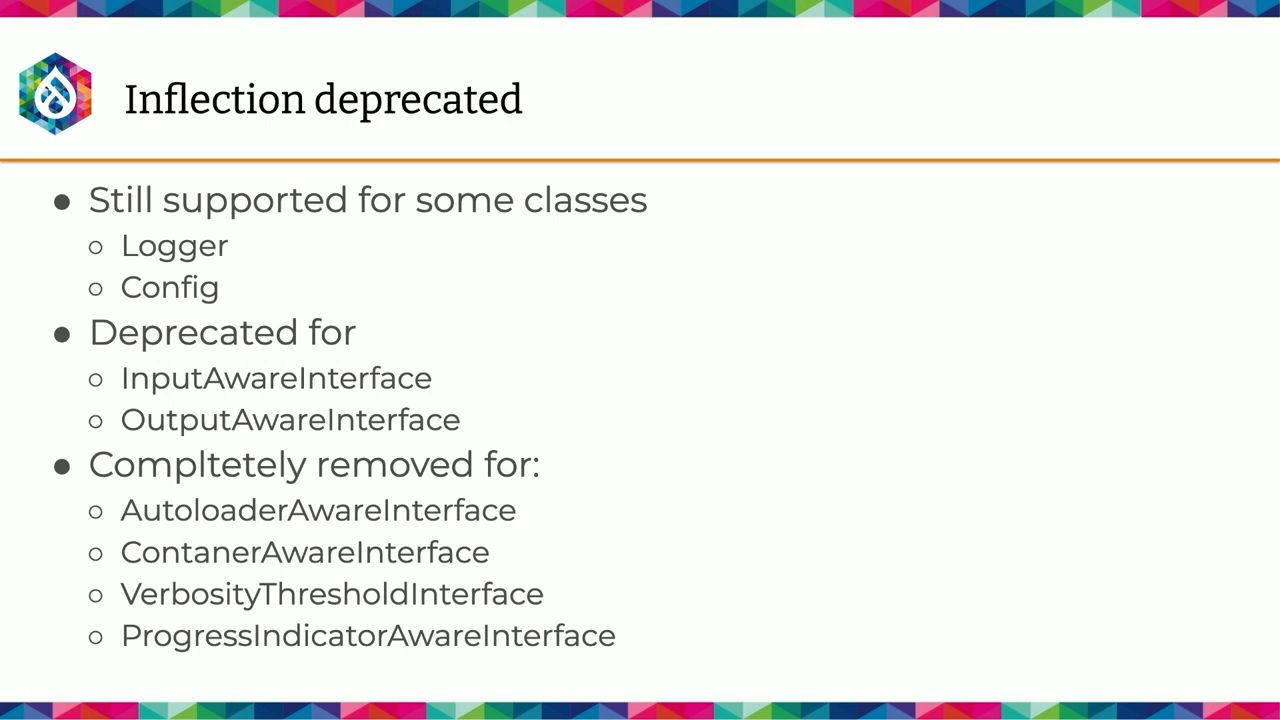 Inflection deprecated
● Still supported for some classes
○ Logger
○ Config
● Deprecated for
○ InputAwareInterface
○ OutputAwareInterface
● Compltetely removed for:
○ AutoloaderAwareInterface
○ ContanerAwareInterface
○ VerbosityThresholdInterface
○ ProgressIndicatorAwareInterface